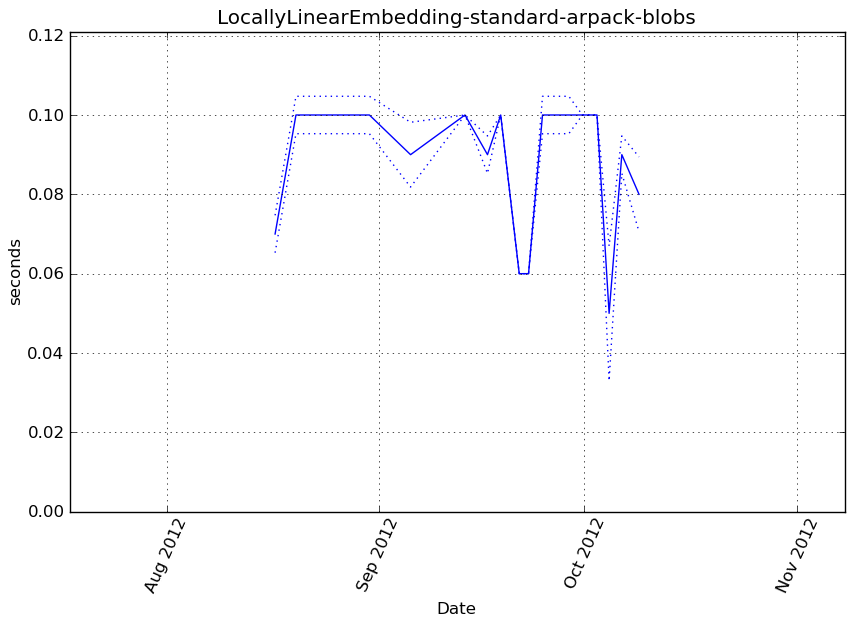 LocallyLinearEmbedding-standard-arpack-blobs
0.12
0.10
0.08
0.06
0.04
0.02
0.00
seconds
Aug 2012
Sep 2012
Oct 2012
Nov 2012
Date